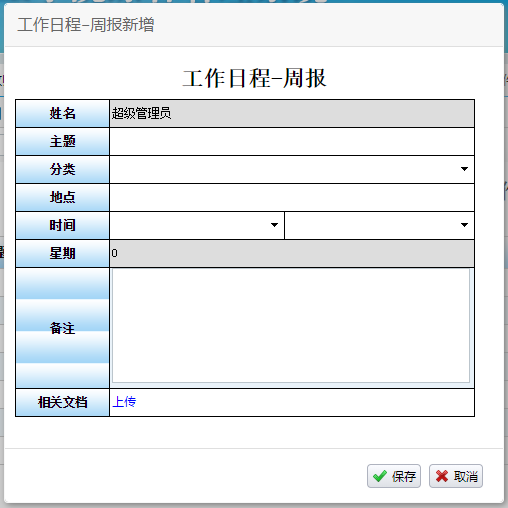 工作日程-周报新增
工作日程-周报
姓名 超级管理员
主题
分类
地点
时间
星期 0
备注
相关文档 上传
保存 取消